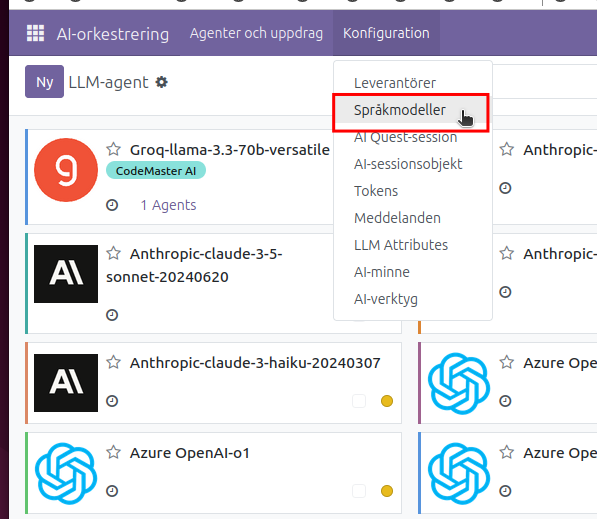 AI-orkestrering Agenter och uppdrag Konfiguration
Ny LLM-agent
Leverantörer
Språkmodeller
AI Quest-session
AI-sessionsobjekt
Tokens
Meddelanden
LLM Attributes
AI-minne
AI-verktyg
Groq-llama-3.3-70b-versatile
CodeMaster AI
1 Agents
Anthropic-
Anthropic-claude-3-5-
sonnet-20240620
Anthropic-
Anthropic-claude-3-haiku-20240307
Azure Ope
Azure OpenAI-o1
Azure Ope